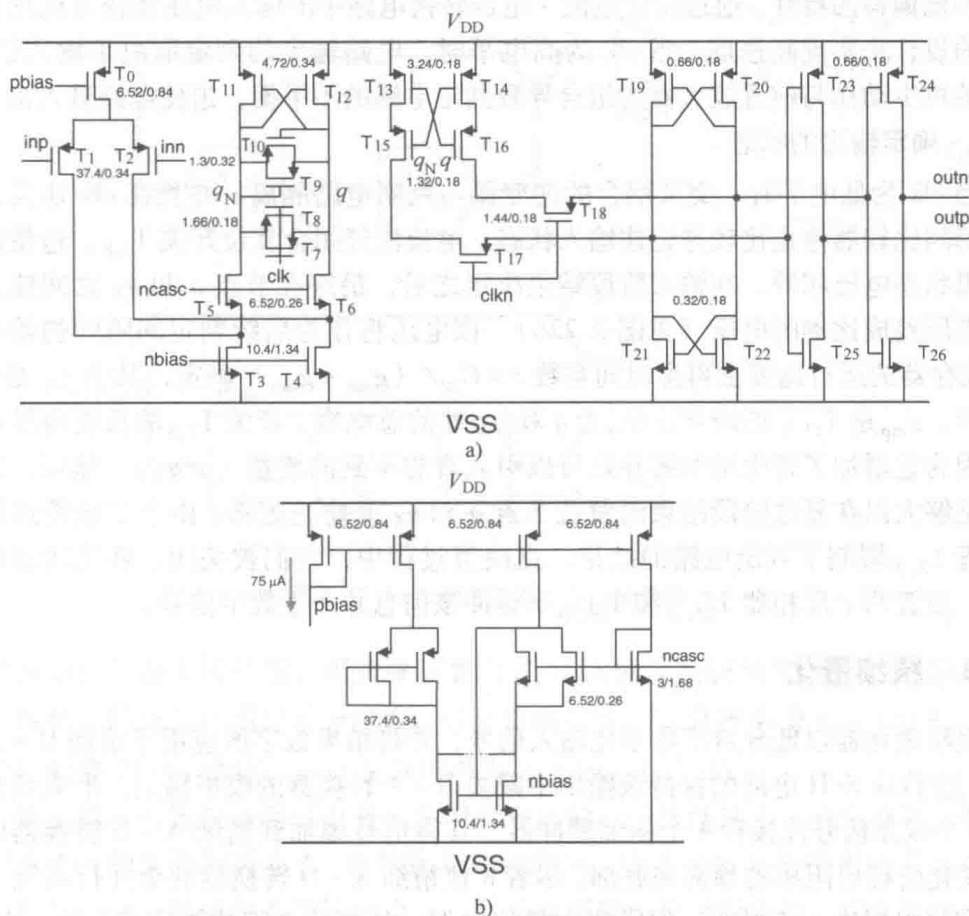 V_DD
pbias
T_0
6.52/0.84
T_11
4.72/0.34
T_12
T_13
3.24/0.18
T_14
T_19
0.66/0.18
T_20
T_23
0.66/0.18
T_24
inp
T_1
T_2
inn
37.4/0.34
1.3/0.32
T_10
T_9
T_15
T_16
q_N
q
q_N
q
1.32/0.18
1.66/0.18
T_8
T_7
clk
1.44/0.18
T_18
T_17
clkn
outn
outp
ncasc
T_5
6.52/0.26
T_6
nbias
10.4/1.34
T_3
T_4
0.32/0.18
T_21
T_22
T_25
T_26
VSS
a)
V_DD
6.52/0.84
6.52/0.84
6.52/0.84
75 μA
pbias
ncasc
3/1.68
37.4/0.34
6.52/0.26
nbias
10.4/1.34
VSS
b)